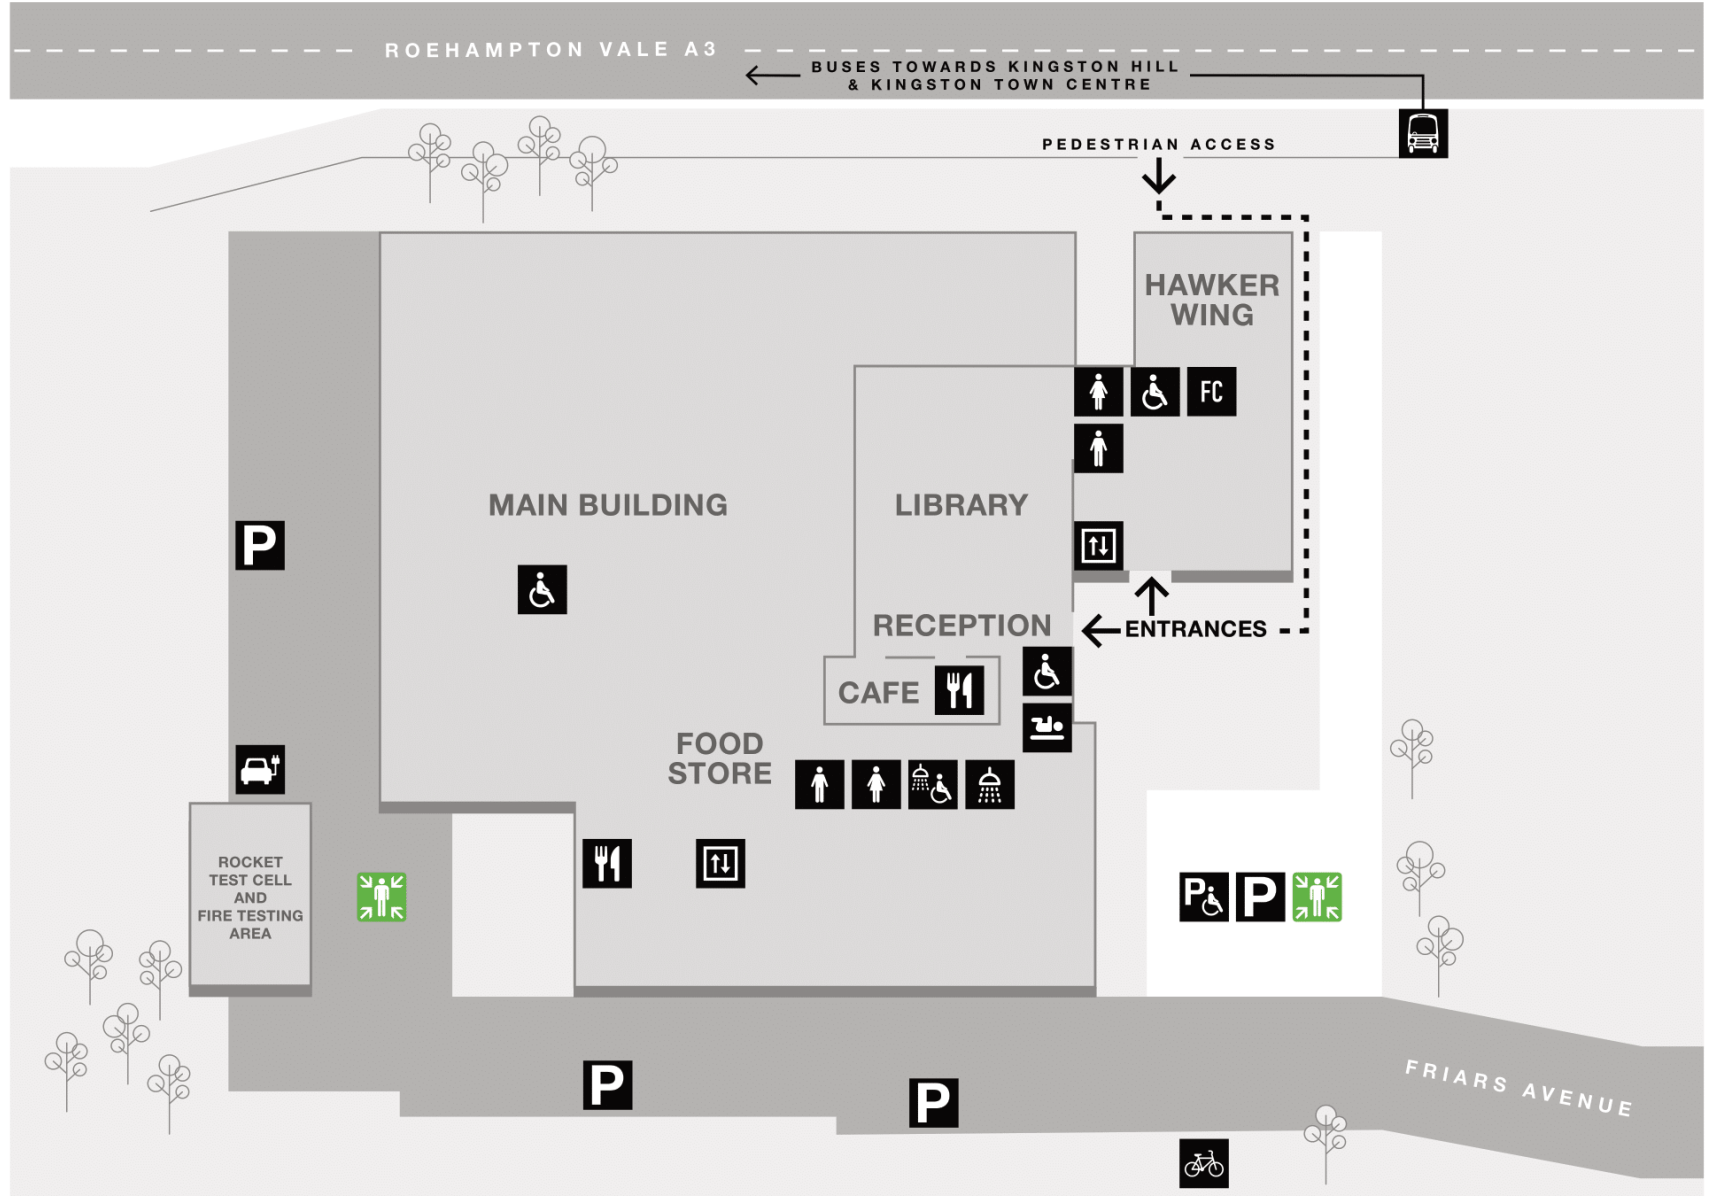 ROEHAMPTON VALE A3
BUSES TOWARDS KINGSTON HILL
& KINGSTON TOWN CENTRE
PEDESTRIAN ACCESS
HAWKER
WING
FC
MAIN BUILDING
LIBRARY
P
RECEPTION
ENTRANCES
CAFE
FOOD
STORE
ROCKET
TEST CELL
AND
FIRE TESTING
AREA
P
P
P
P
FRIARS AVENUE